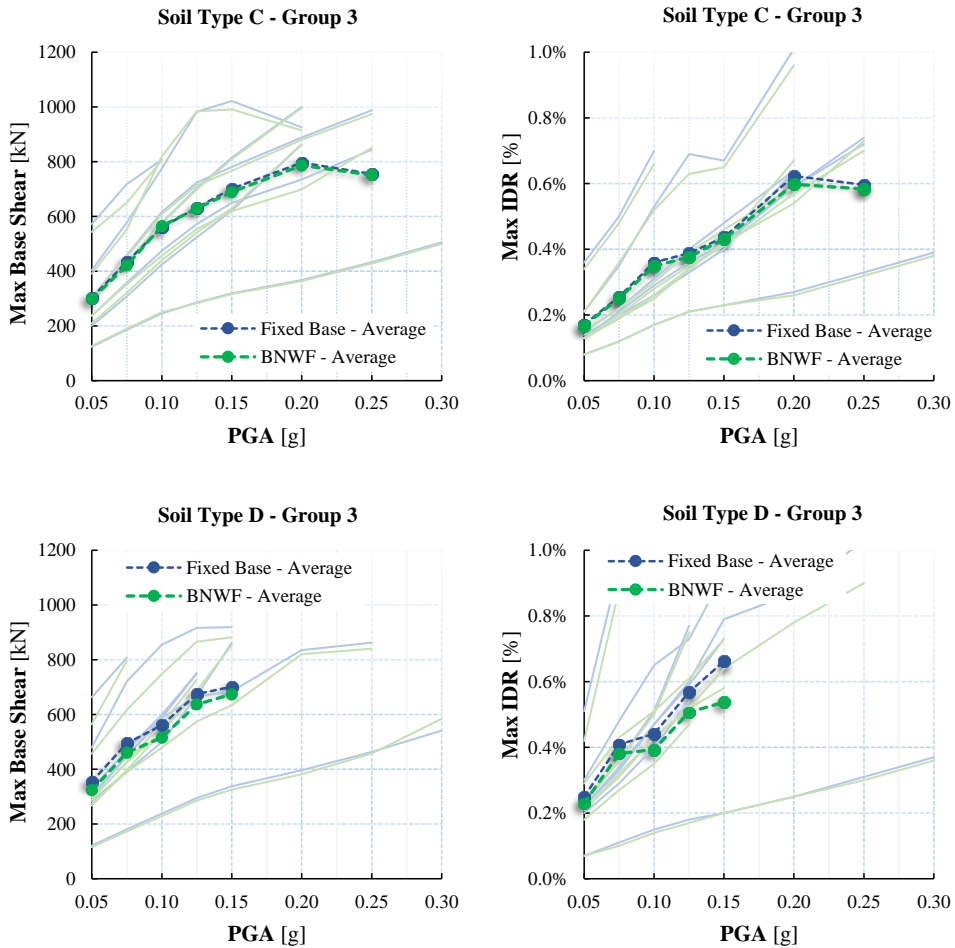 Soil Type C - Group 3
Max Base Shear [kN]
1200
1000
800
600
400
200
0
Fixed Base - Average
BNWF - Average
0.05 0.10 0.15 0.20 0.25 0.30
PGA [g]
Soil Type C - Group 3
Max IDR [%]
1.0%
0.8%
0.6%
0.4%
0.2%
0.0%
Fixed Base - Average
BNWF - Average
0.05 0.10 0.15 0.20 0.25 0.30
PGA [g]
Soil Type D - Group 3
Max Base Shear [kN]
1200
1000
800
600
400
200
0
Fixed Base - Average
BNWF - Average
0.05 0.10 0.15 0.20 0.25 0.30
PGA [g]
Soil Type D - Group 3
Max IDR [%]
1.0%
0.8%
0.6%
0.4%
0.2%
0.0%
Fixed Base - Average
BNWF - Average
0.05 0.10 0.15 0.20 0.25 0.30
PGA [g]